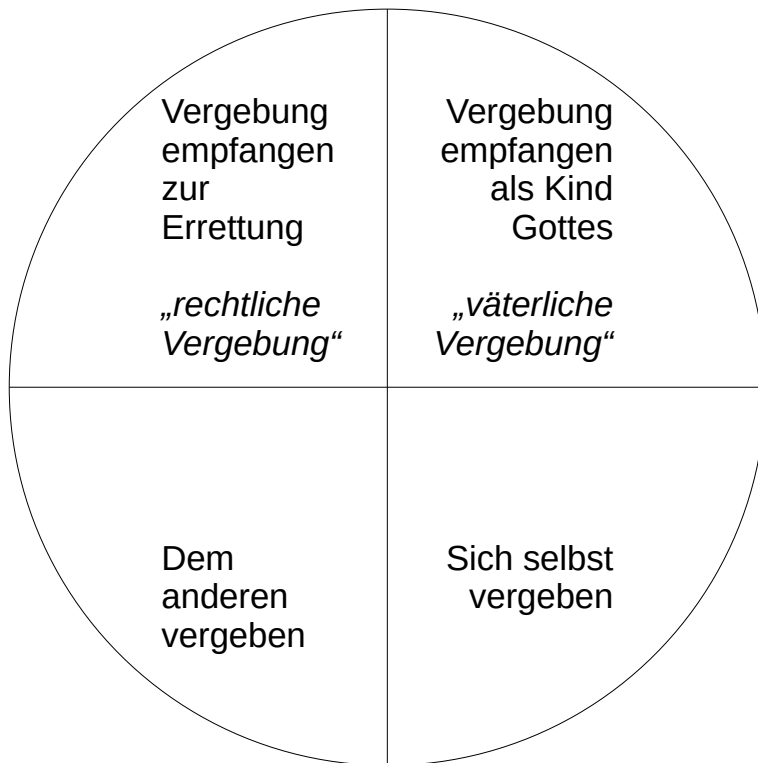 Vergebung
empfangen
zur
Errettung
„rechtliche
Vergebung“
Vergebung
empfangen
als Kind
Gottes
„väterliche
Vergebung“
Dem
anderen
vergeben
Sich selbst
vergeben